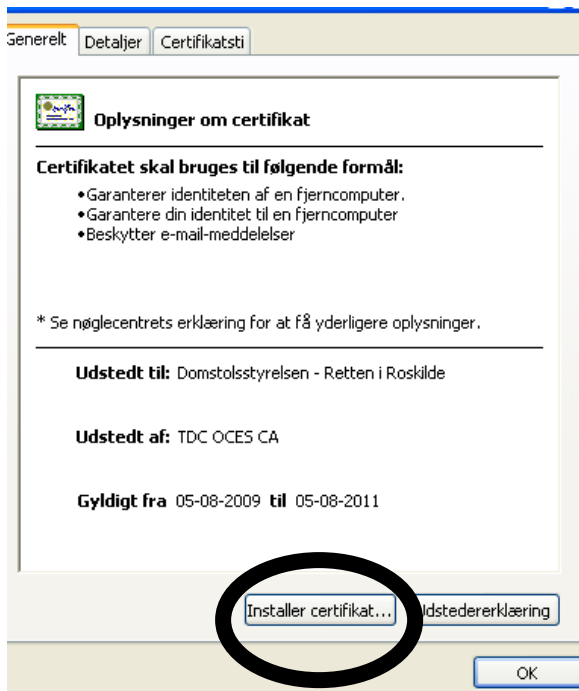 Generelt Detaljer Certifikatsti
Oplysninger om certifikat
Certifikatet skal bruges til følgende formål:
•Garanterer identiteten af en fjerncomputer.
•Garantere din identitet til en fjerncomputer
•Beskytter e-mail-meddelelser
* Se nøglecentrets erklæring for at få yderligere oplysninger.
Udstedt til: Domstolsstyrelsen - Retten i Roskilde
Udstedt af: TDC OCES CA
Gyldigt fra 05-08-2009 til 05-08-2011
Installer certifikat... Udstedererklæring
OK